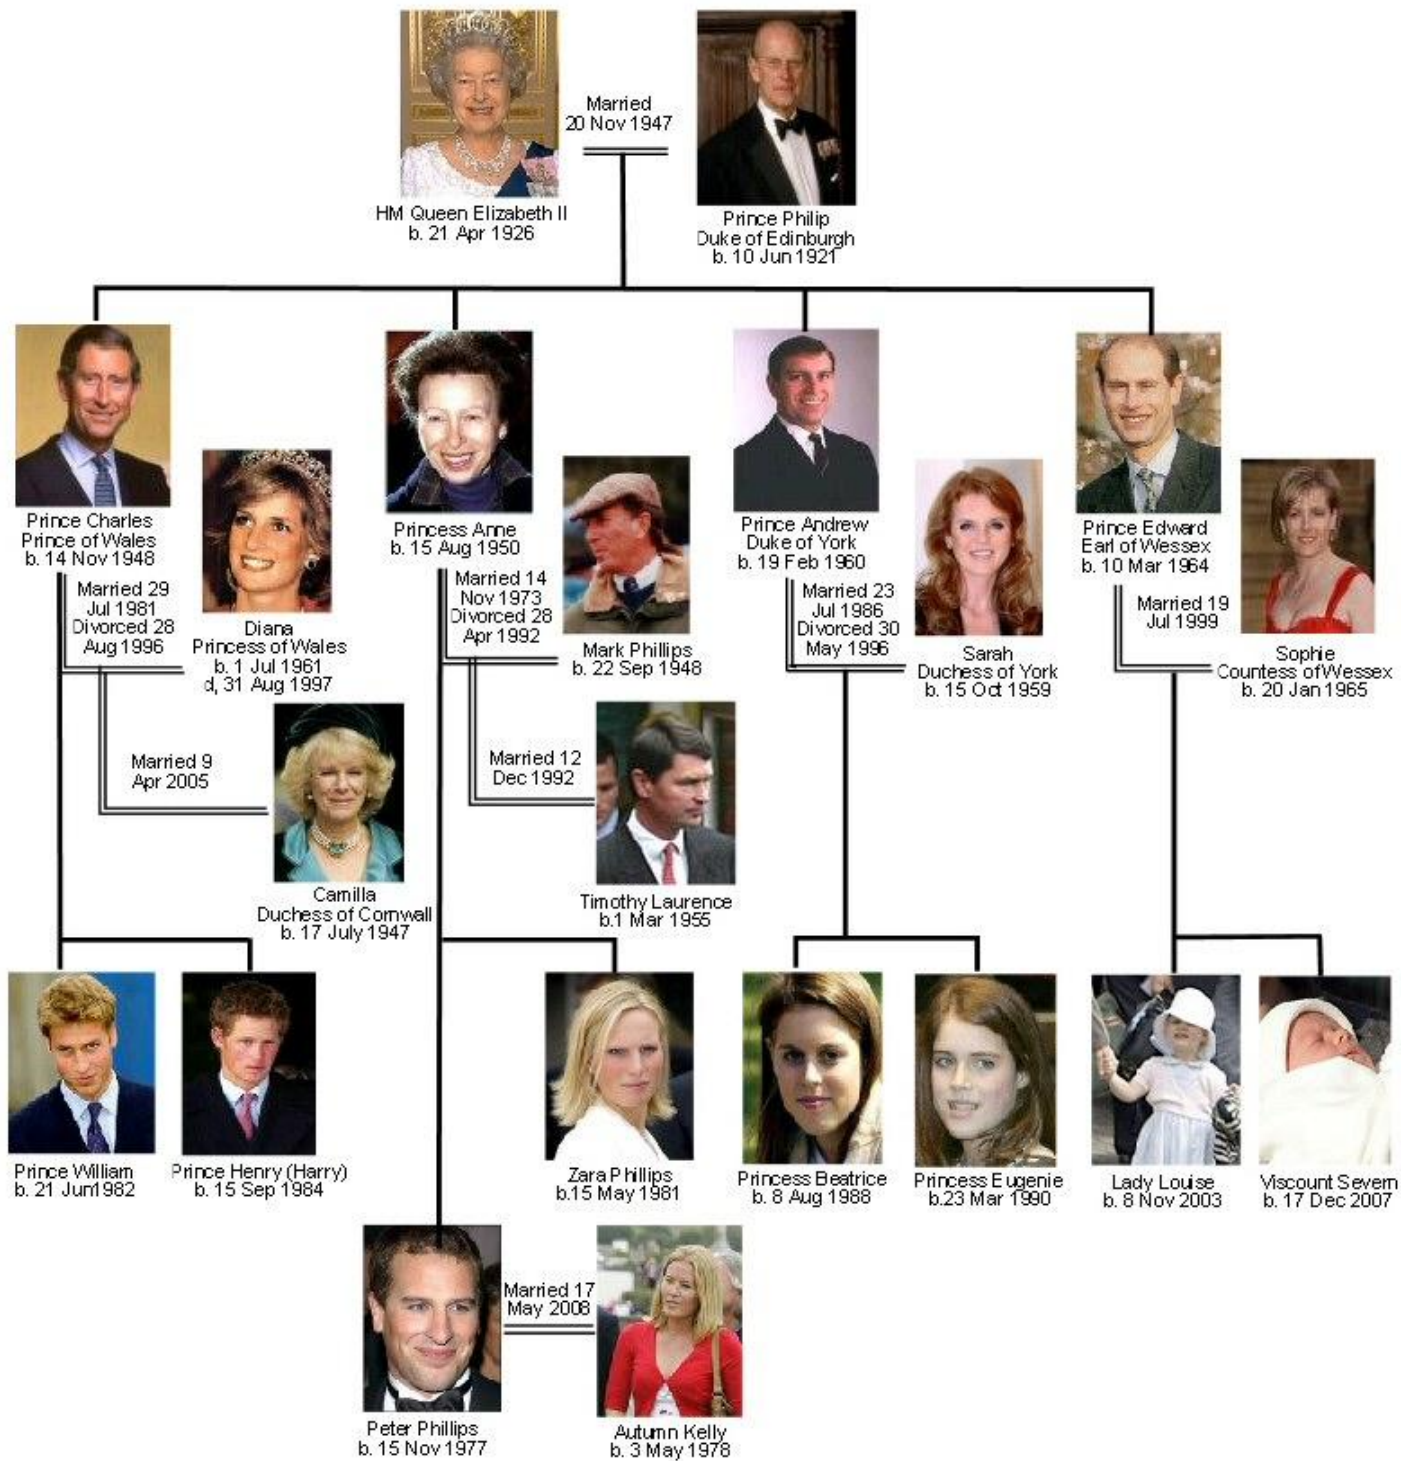 Married
20 Nov 1947
HM Queen Elizabeth II
b. 21 Apr 1926
Prince Philip
Duke of Edinburgh
b. 10 Jun 1921
Prince Charles
Prince of Wales
b. 14 Nov 1948
Married 29
Jul 1981
Divorced 28
Aug 1996
Diana
Princess of Wales
b. 1 Jul 1961
d, 31 Aug 1997
Married 9
Apr 2005
Camilla
Duchess of Cornwall
b. 17 July 1947
Princess Anne
b. 15 Aug 1950
Married 14
Nov 1973
Divorced 28
Apr 1992
Mark Phillips
b. 22 Sep 1948
Married 12
Dec 1992
Timothy Laurence
b.1 Mar 1955
Prince Andrew
Duke of York
b. 19 Feb 1960
Married 23
Jul 1986
Divorced 30
May 1996
Sarah
Duchess of York
b. 15 Oct 1959
Prince Edward
Earl of Wessex
b. 10 Mar 1964
Married 19
Jul 1999
Sophie
Countess of Wessex
b. 20 Jan 1965
Prince William
b. 21 Jun1982
Prince Henry (Harry)
b. 15 Sep 1984
Zara Phillips
b.15 May 1981
Princess Beatrice
b. 8 Aug 1988
Princess Eugenie
b.23 Mar 1990
Lady Louise
b. 8 Nov 2003
Viscount Severn
b. 17 Dec 2007
Married 17
May 2008
Peter Phillips
b. 15 Nov 1977
Autumn Kelly
b. 3 May 1978